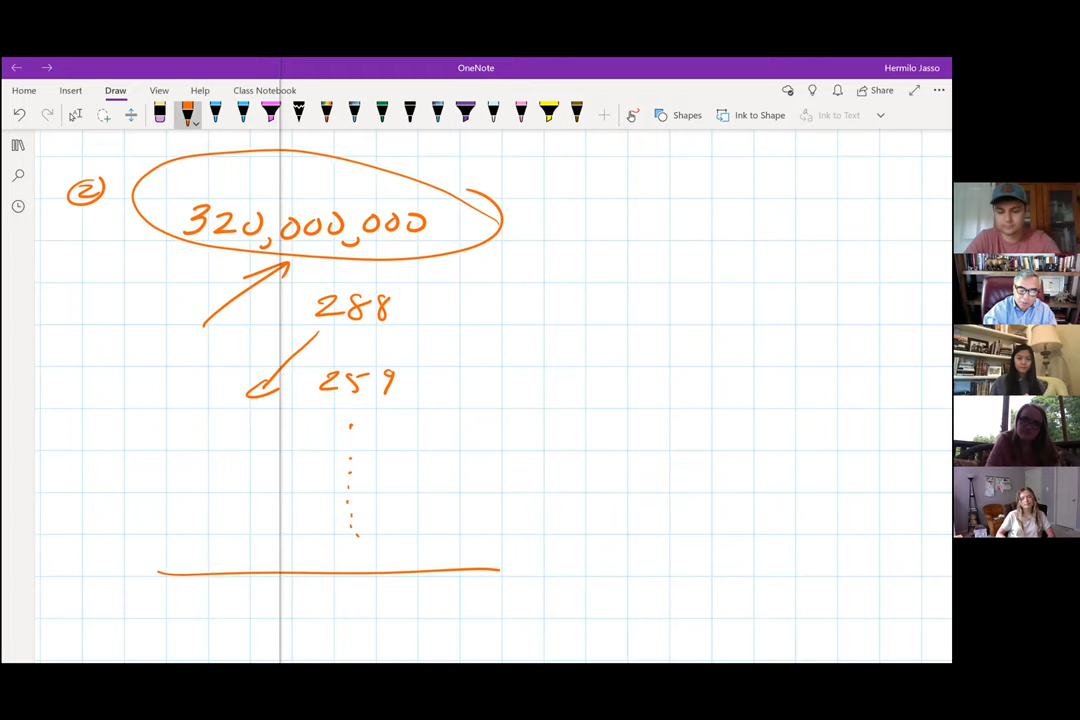 OneNote
Hermilo Jasso
Home Insert Draw View Help Class Notebook Share
Shapes Ink to Shape Ink to Text
②
320,000,000
288
259